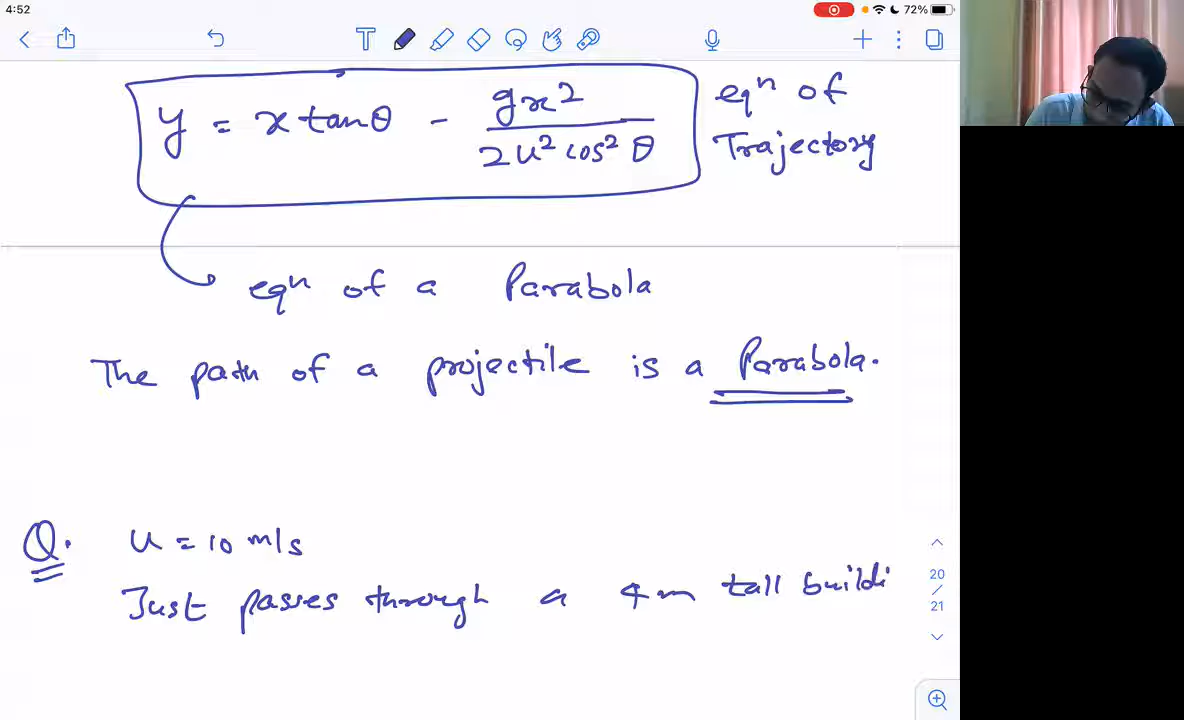 4:52
72%
T
y = x tanθ - gx² / 2u² cos² θ
eqⁿ of
Trajectory
eqⁿ of a Parabola
The path of a projectile is a Parabola.
Q. u = 10 m/s
Just passes through a 4m tall buildi
20
/
21